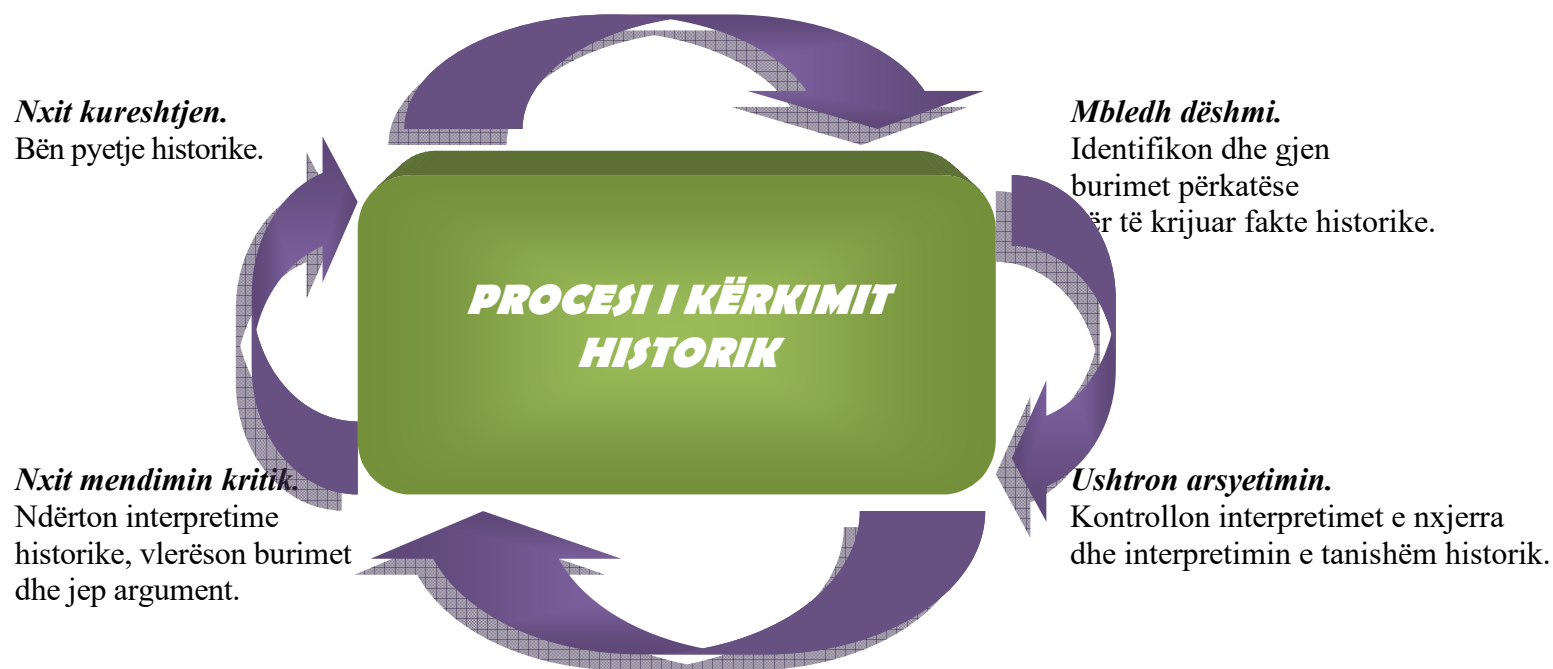 Nxit kureshtjen.
Bën pyetje historike.
Mbledh dëshmi.
Identifikon dhe gjen
burimet përkatëse
për të krijuar fakte historike.
PROCESI I KËRKIMIT
HISTORIK
Nxit mendimin kritik.
Ndërton interpretime
historike, vlerëson burimet
dhe jep argument.
Ushtron arsyetimin.
Kontrollon interpretimet e nxjerra
dhe interpretimin e tanishëm historik.